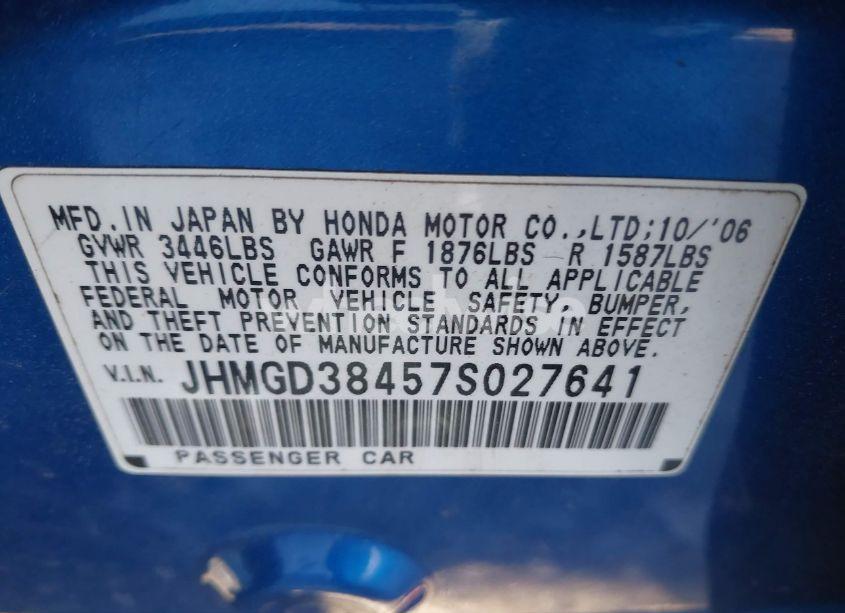 MFD.IN JAPAN BY HONDA MOTOR CO.,LTD;10/'06
GVWR 3446LBS GAWR F 1876LBS R 1587LBS
THIS VEHICLE CONFORMS TO ALL APPLICABLE
FEDERAL MOTOR VEHICLE SAFETY, BUMPER,
AND THEFT PREVENTION STANDARDS IN EFFECT
ON THE DATE OF MANUFACTURE SHOWN ABOVE.
V.I.N. JHMGD38457S027641
PASSENGER CAR